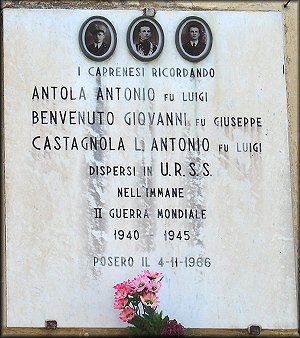 I CAPRENESI RICORDANO
ANTOLA ANTONIO FU LUIGI
BENVENUTO GIOVANNI FU GIUSEPPE
CASTAGNOLA L. ANTONIO FU LUIGI
DISPERSI IN U.R.S.S.
NELL'IMMANE
II GUERRA MONDIALE
1940 - 1945
POSERO IL 4-11-1966